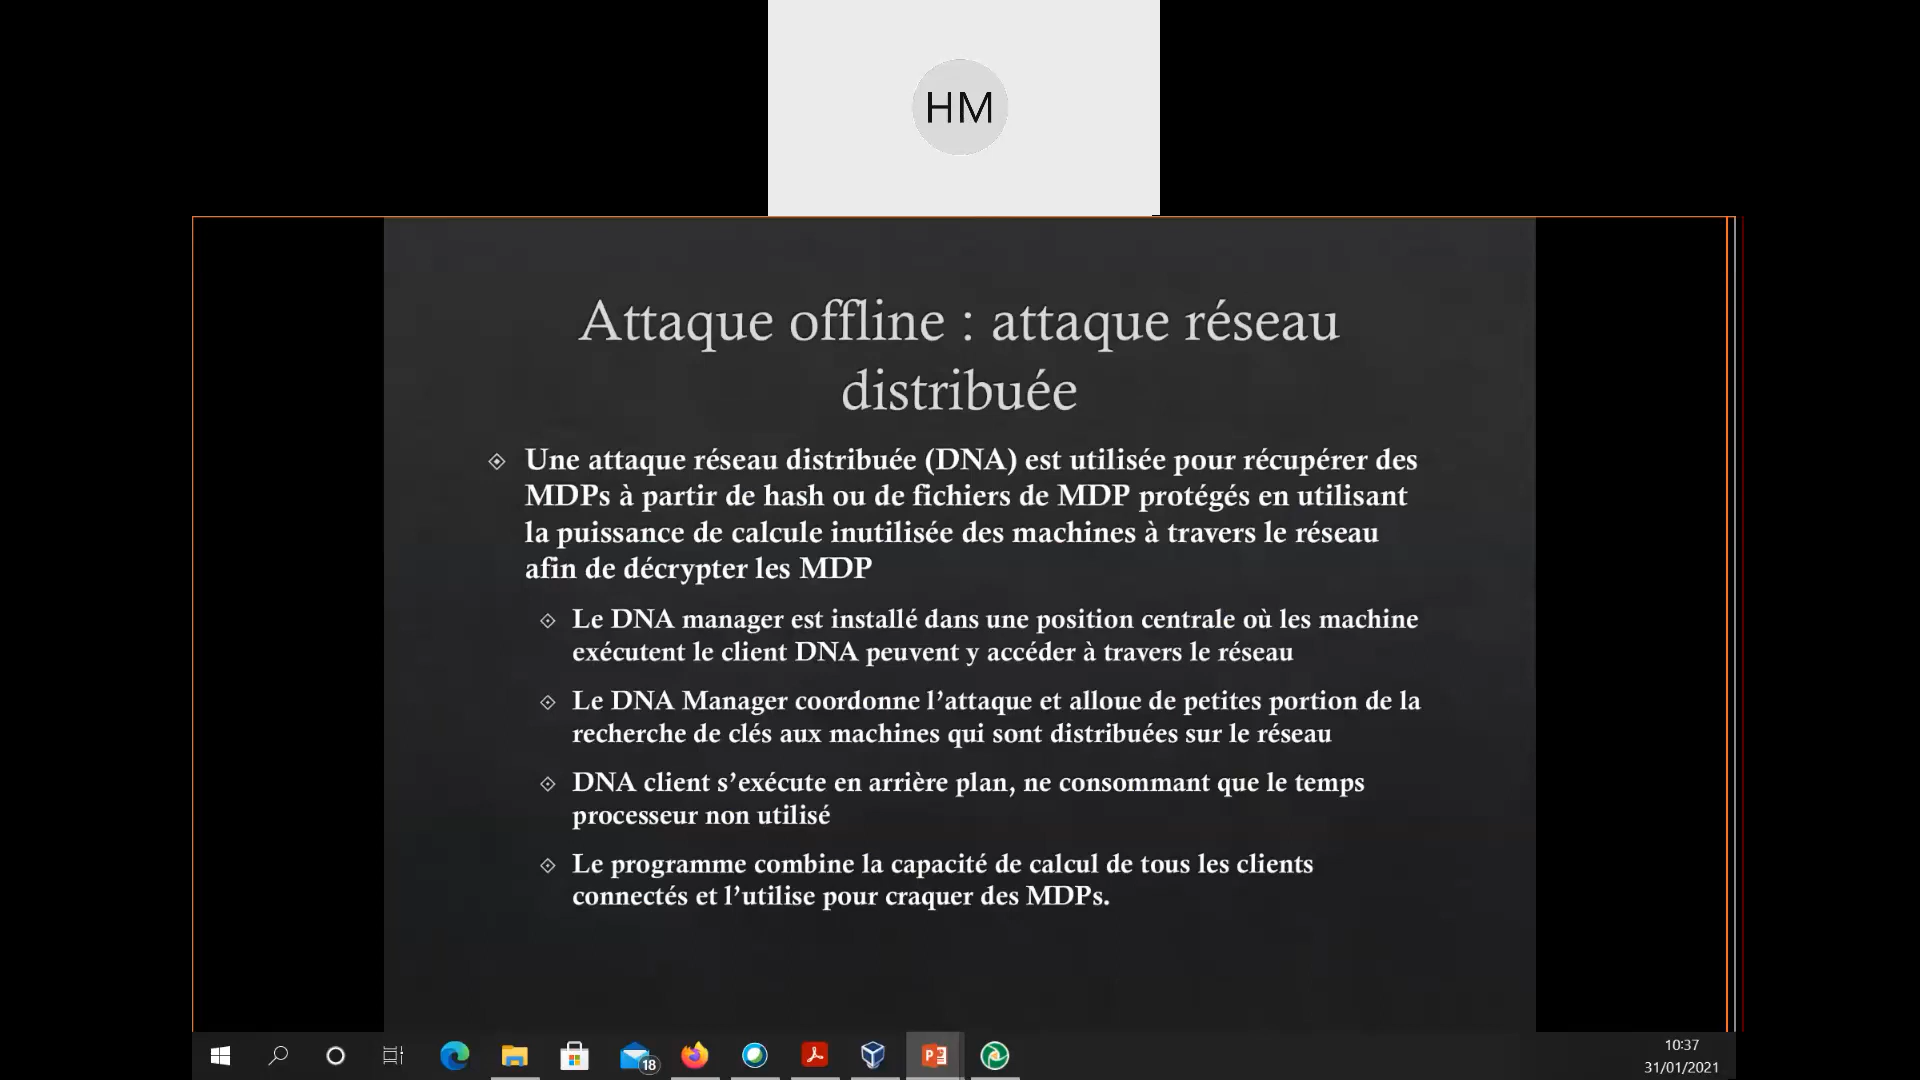 HM
Attaque offline : attaque réseau
distribuée
Une attaque réseau distribuée (DNA) est utilisée pour récupérer des
MDPs à partir de hash ou de fichiers de MDP protégés en utilisant
la puissance de calcule inutilisée des machines à travers le réseau
afin de décrypter les MDP
Le DNA manager est installé dans une position centrale où les machine
exécutent le client DNA peuvent y accéder à travers le réseau
Le DNA Manager coordonne l’attaque et alloue de petites portion de la
recherche de clés aux machines qui sont distribuées sur le réseau
DNA client s’exécute en arrière plan, ne consommant que le temps
processeur non utilisé
Le programme combine la capacité de calcul de tous les clients
connectés et l’utilise pour craquer des MDPs.
18
10:37
31/01/2021